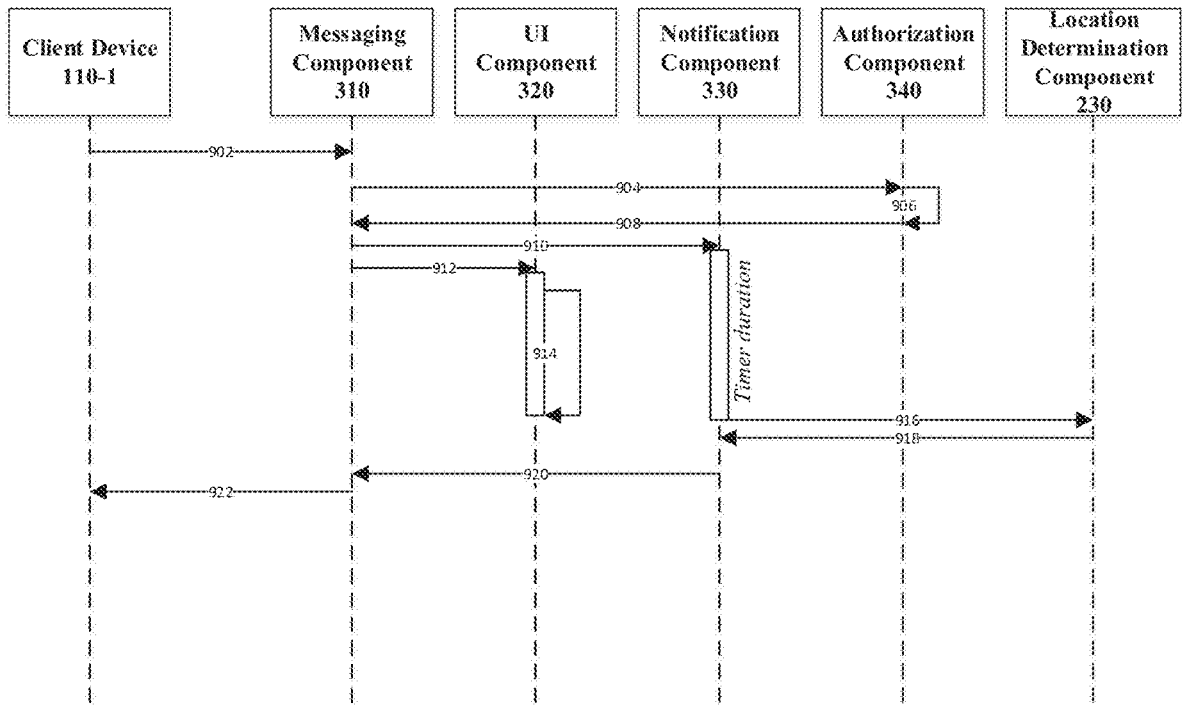 Client Device
110-1
Messaging
Component
310
UI
Component
320
Notification
Component
330
Authorization
Component
340
Location
Determination
Component
230
902
904
906
908
910
912
914
Timer duration
916
918
920
922